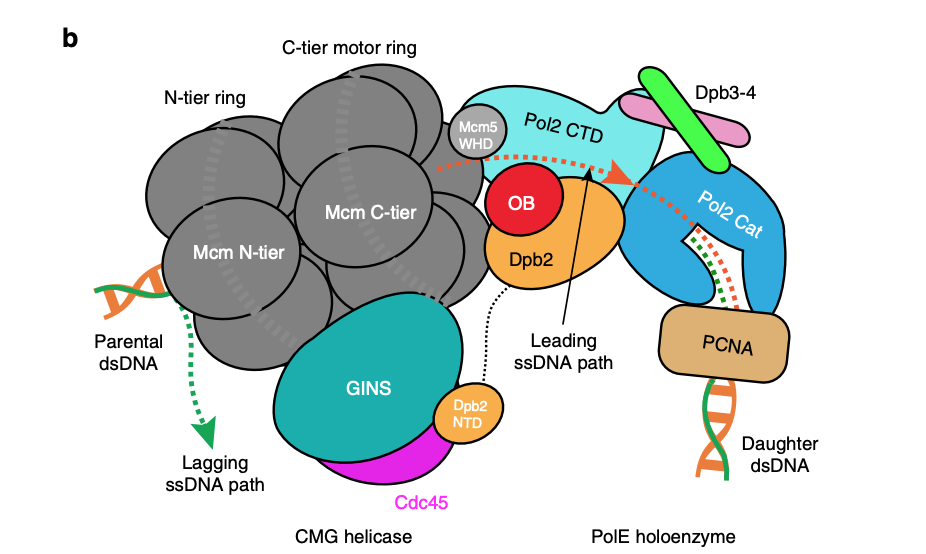 b
C-tier motor ring
N-tier ring
Dpb3-4
Mcm5
WHD
Pol2 CTD
OB
Pol2 Cat
Mcm C-tier
Mcm N-tier
Dpb2
Parental
dsDNA
Leading
ssDNA path
PCNA
GINS
Dpb2
NTD
Lagging
ssDNA path
Daughter
dsDNA
Cdc45
CMG helicase
PolE holoenzyme